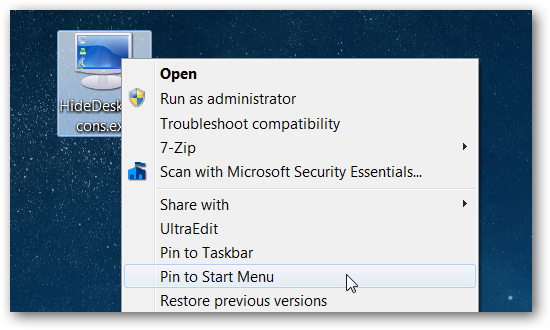 HideDesk
cons.ex
Open
Run as administrator
Troubleshoot compatibility
7-Zip
Scan with Microsoft Security Essentials...
Share with
UltraEdit
Pin to Taskbar
Pin to Start Menu
Restore previous versions